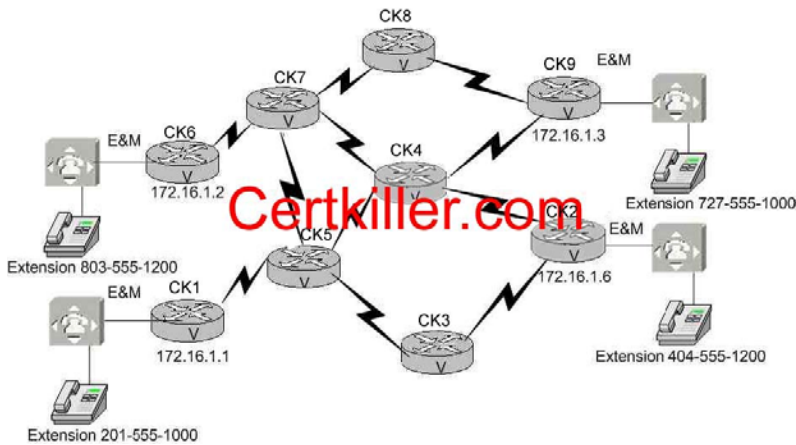 CK8
CK7
CK9
E&M
V
V
V
172.16.1.3
CK6
E&M
V
172.16.1.2
CK4
V
Certkiller.com
Extension 727-555-1000
CK2
E&M
V
172.16.1.6
CK5
V
Extension 803-555-1200
CK1
E&M
V
172.16.1.1
CK3
V
Extension 404-555-1200
Extension 201-555-1000